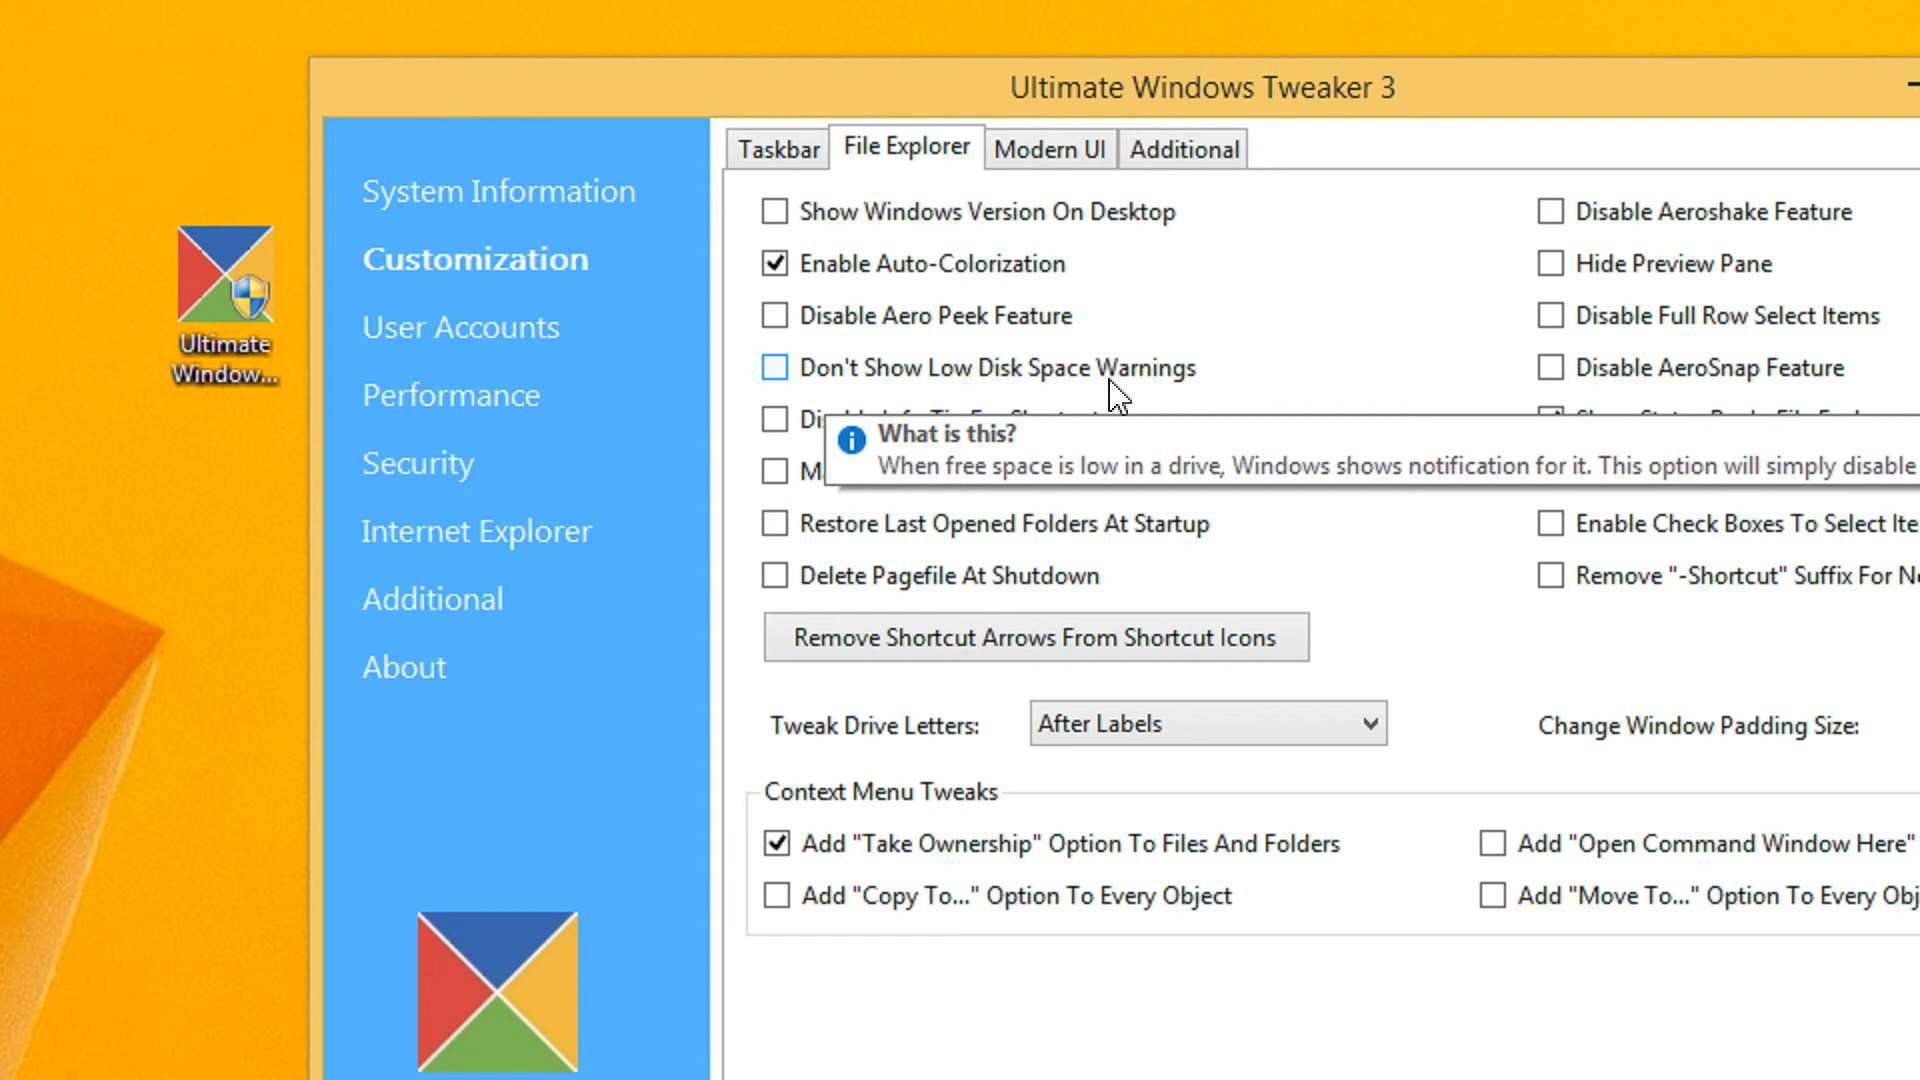 Ultimate Windows Tweaker 3
Ultimate
Window...
System Information
Customization
User Accounts
Performance
Security
Internet Explorer
Additional
About
Taskbar
File Explorer
Modern UI
Additional
Show Windows Version On Desktop
Enable Auto-Colorization
Disable Aero Peek Feature
Don't Show Low Disk Space Warnings
What is this?
When free space is low in a drive, Windows shows notification for it. This option will simply disable
Restore Last Opened Folders At Startup
Delete Pagefile At Shutdown
Disable Aeroshake Feature
Hide Preview Pane
Disable Full Row Select Items
Disable AeroSnap Feature
Enable Check Boxes To Select
Remove "-Shortcut" Suffix For
Remove Shortcut Arrows From Shortcut Icons
Tweak Drive Letters:
After Labels
Change Window Padding Size:
Context Menu Tweaks
Add "Take Ownership" Option To Files And Folders
Add "Open Command Window Here"
Add "Copy To..." Option To Every Object
Add "Move To..." Option To Every